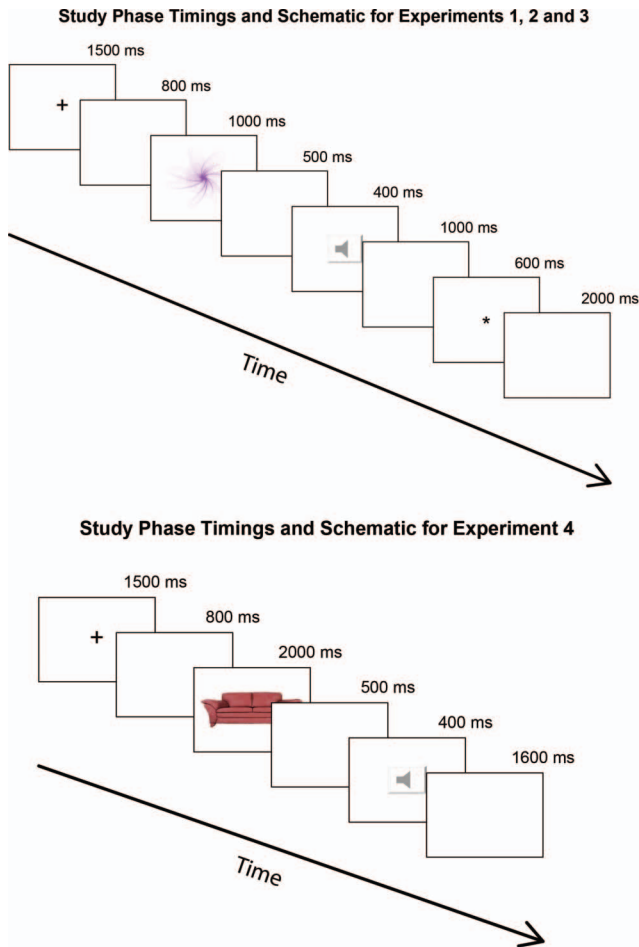 Study Phase Timings and Schematic for Experiments 1, 2 and 3
1500 ms
+
800 ms
1000 ms
500 ms
400 ms
1000 ms
600 ms
*
2000 ms
Time
Study Phase Timings and Schematic for Experiment 4
1500 ms
+
800 ms
2000 ms
500 ms
400 ms
1600 ms
Time